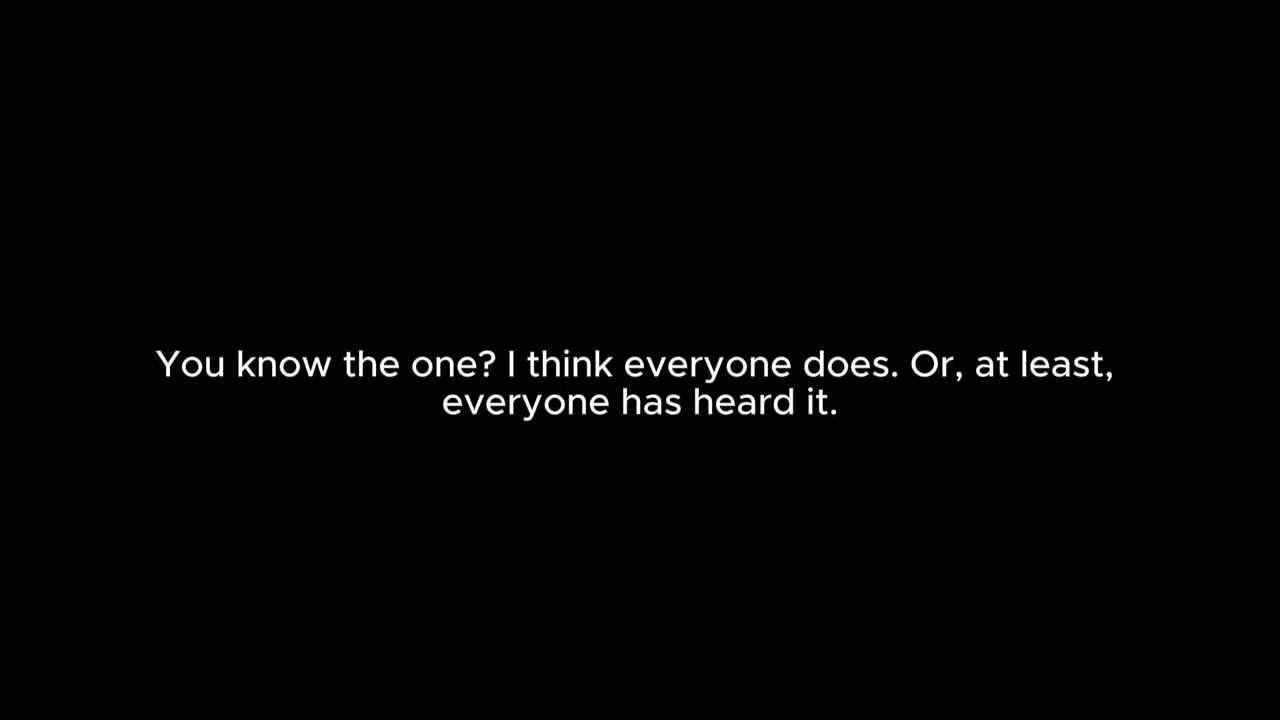 You know the one? I think everyone does. Or, at least,
everyone has heard it.